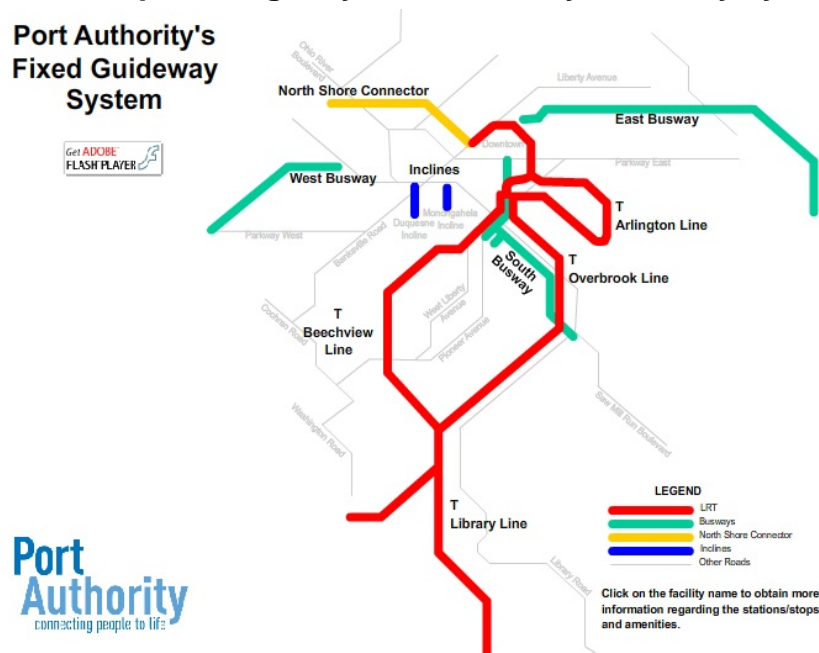 Port Authority's
Fixed Guideway
System
Get ADOBE
FLASH PLAYER
Ohio River
Boulevard
North Shore Connector
Liberty Avenue
East Busway
Downtown
Parkway East
West Busway
Inclines
Monongahela
Incline
Duquesne
Incline
Parkway West
Banksville Road
T
Arlington Line
South
Busway
T
Overbrook Line
West Liberty
Avenue
Pioneer Avenue
Cochran Road
T
Beechview
Line
Washington Road
Saw Mill Run Boulevard
T
Library Line
Library Road
LEGEND
LRT
Busways
North Shore Connector
Inclines
Other Roads
Click on the facility name to obtain more
information regarding the stations/stops
and amenities.
Port
Authority
connecting people to life